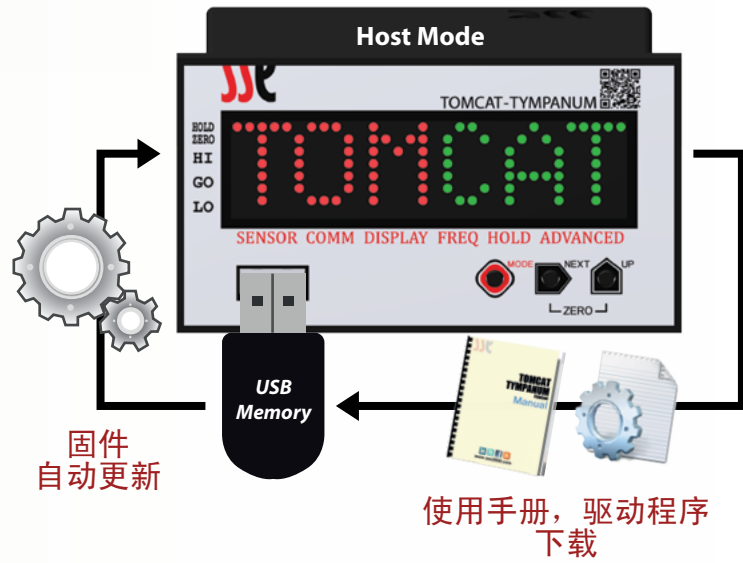 Host Mode
TOMCAT-TYMPANUM
HOLD
ZERO
HI
GO
LO
TOMCAT
SENSOR COMM DISPLAY FREQ HOLD ADVANCED
MODE
NEXT
UP
ZERO
USB
Memory
TOMCAT
TYMPANUM
Manual
固件
自动更新
使用手册，驱动程序
下载